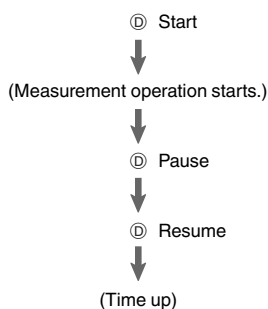 Ⓓ Start
(Measurement operation starts.)
Ⓓ Pause
Ⓓ Resume
(Time up)